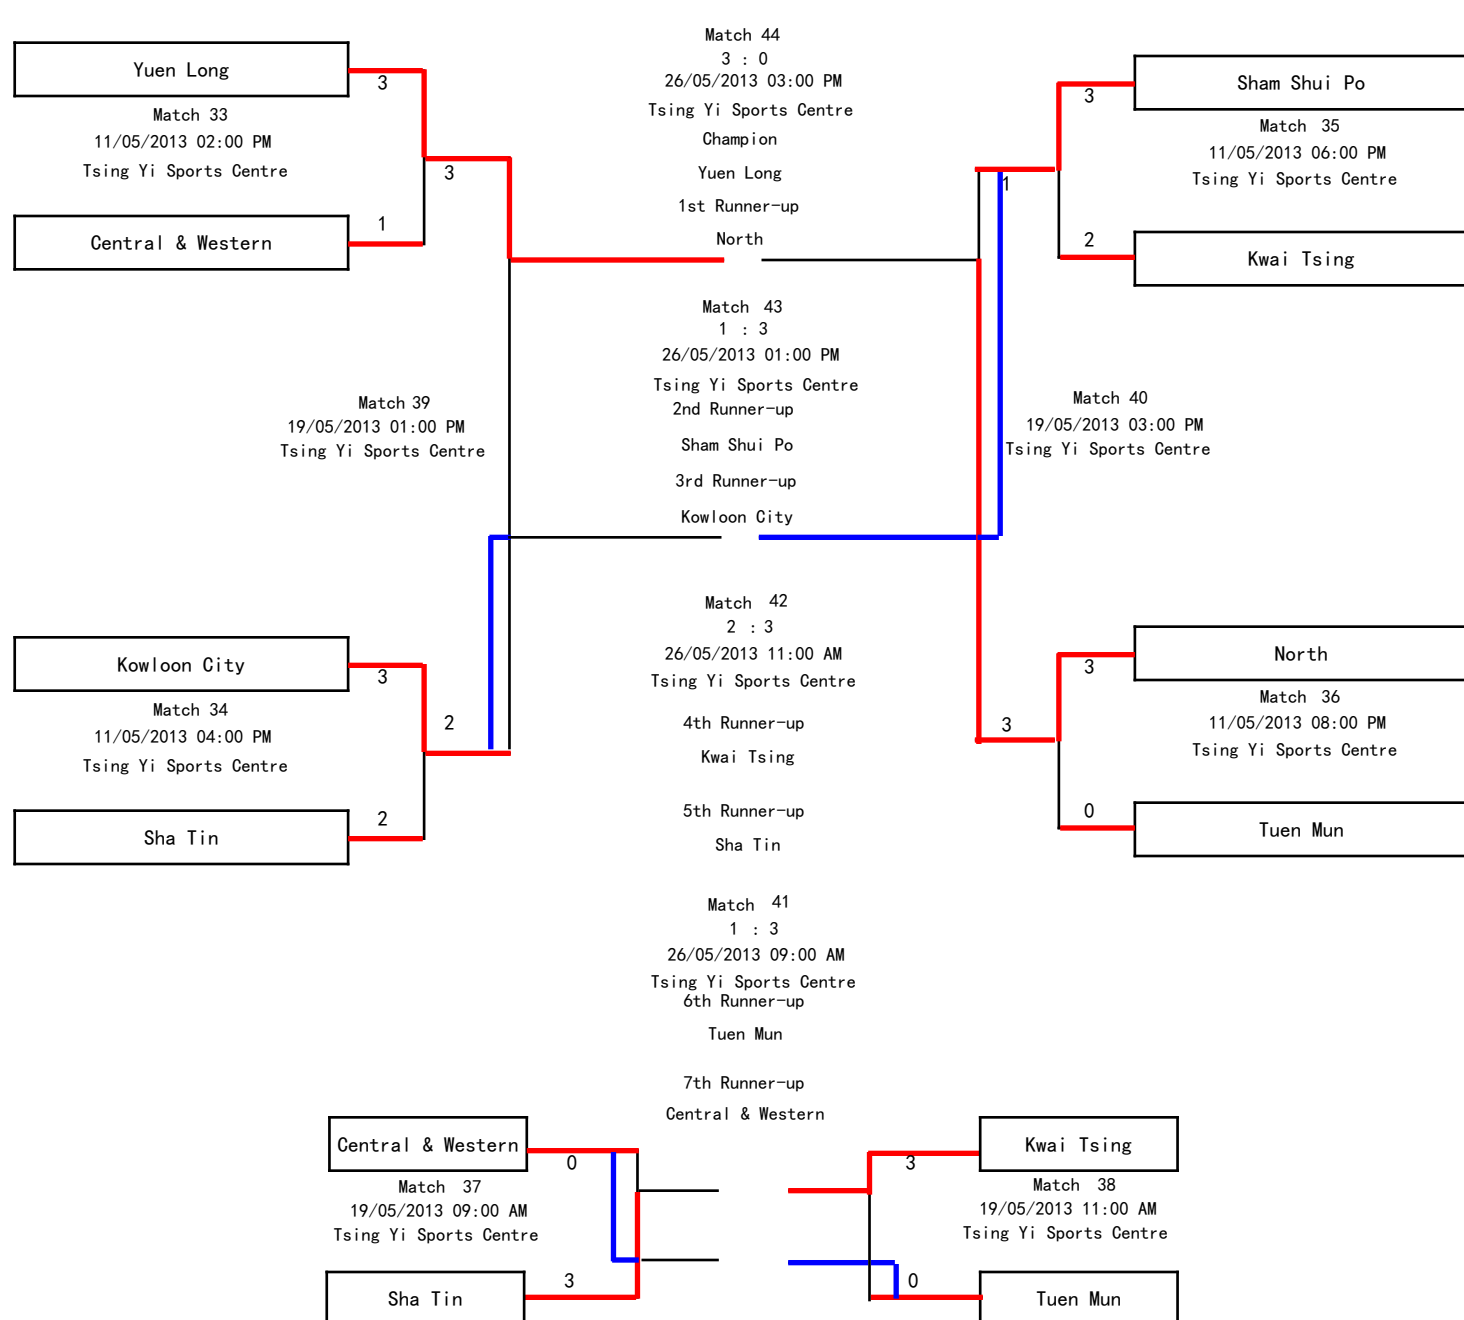 Yuen Long
3
Match 33
11/05/2013 02:00 PM
Tsing Yi Sports Centre
3
1
Central & Western
Match 39
19/05/2013 01:00 PM
Tsing Yi Sports Centre
Kowloon City
3
Match 34
11/05/2013 04:00 PM
Tsing Yi Sports Centre
2
2
Sha Tin
Match 44
3 : 0
26/05/2013 03:00 PM
Tsing Yi Sports Centre
Champion
Yuen Long
1st Runner-up
North
Match 43
1 : 3
26/05/2013 01:00 PM
Tsing Yi Sports Centre
2nd Runner-up
Sham Shui Po
3rd Runner-up
Kowloon City
Match 42
2 : 3
26/05/2013 11:00 AM
Tsing Yi Sports Centre
4th Runner-up
Kwai Tsing
5th Runner-up
Sha Tin
Match 41
1 : 3
26/05/2013 09:00 AM
Tsing Yi Sports Centre
6th Runner-up
Tuen Mun
7th Runner-up
Central & Western
Sham Shui Po
3
Match 35
11/05/2013 06:00 PM
Tsing Yi Sports Centre
1
2
Kwai Tsing
Match 40
19/05/2013 03:00 PM
Tsing Yi Sports Centre
North
3
Match 36
11/05/2013 08:00 PM
Tsing Yi Sports Centre
3
0
Tuen Mun
Central & Western
0
Match 37
19/05/2013 09:00 AM
Tsing Yi Sports Centre
3
Sha Tin
Kwai Tsing
3
Match 38
19/05/2013 11:00 AM
Tsing Yi Sports Centre
0
Tuen Mun